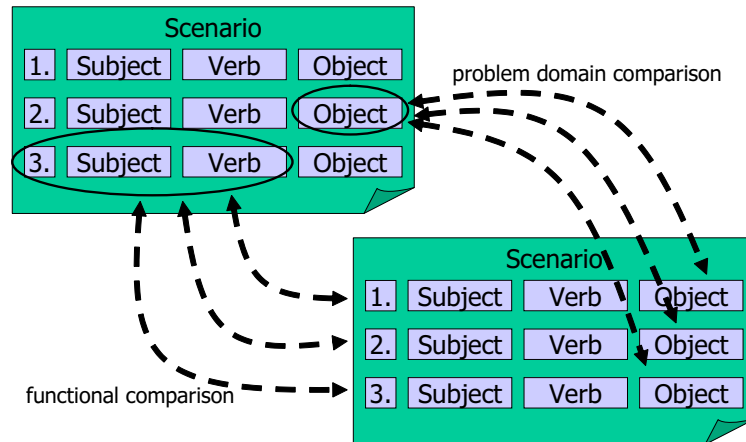 Scenario
1. Subject Verb Object
problem domain comparison
2. Subject Verb Object
3. Subject Verb Object
Scenario
1. Subject Verb Object
2. Subject Verb Object
3. Subject Verb Object
functional comparison